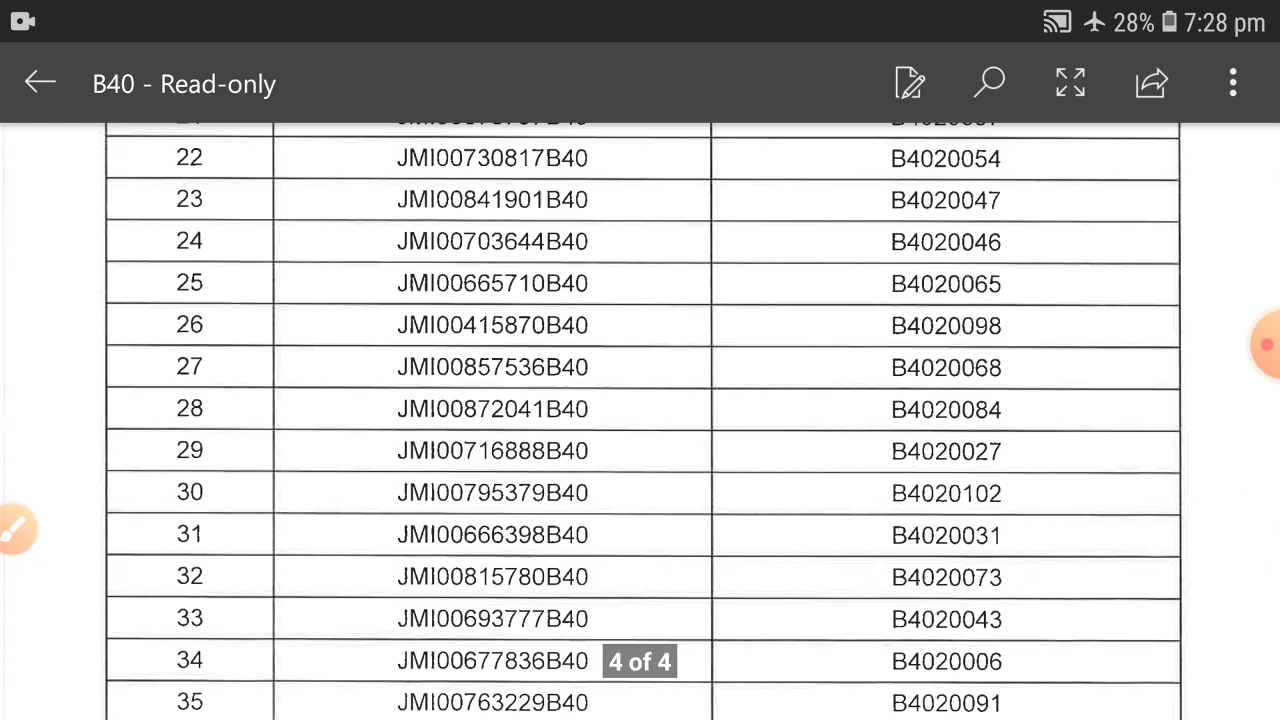 28% 7:28 pm
B40 - Read-only
22 JMI00730817B40 B4020054
23 JMI00841901B40 B4020047
24 JMI00703644B40 B4020046
25 JMI00665710B40 B4020065
26 JMI00415870B40 B4020098
27 JMI00857536B40 B4020068
28 JMI00872041B40 B4020084
29 JMI00716888B40 B4020027
30 JMI00795379B40 B4020102
31 JMI00666398B40 B4020031
32 JMI00815780B40 B4020073
33 JMI00693777B40 B4020043
34 JMI00677836B40 4 of 4 B4020006
35 JMI00763229B40 B4020091